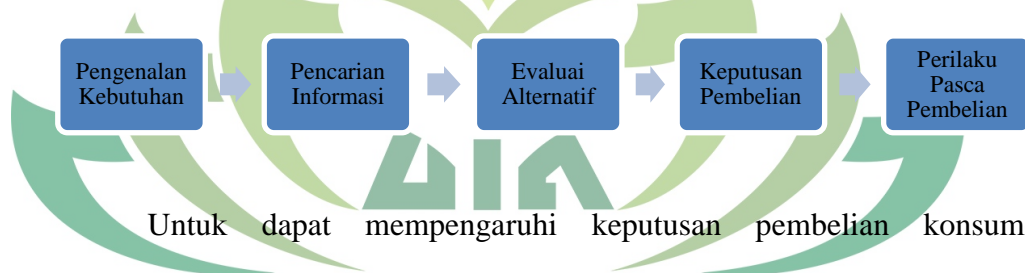 Pengenalan
Kebutuhan
Pencarian
Informasi
Evaluai
Alternatif
Keputusan
Pembelian
Perilaku
Pasca
Pembelian
Untuk dapat mempengaruhi keputusan pembelian konsum